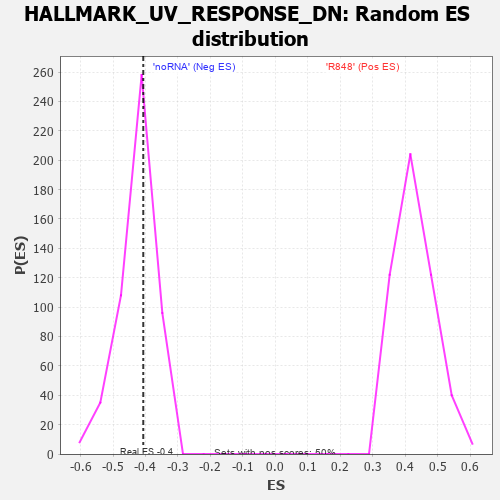 HALLMARK_UV_RESPONSE_DN: Random ES
distribution
'noRNA' (Neg ES) 'R848' (Pos ES)
260
240
220
200
180
160
140
120
100
80
60
40
20
0
P(ES)
Real ES -0.4 Sets with pos scores: 50%
-0.6 -0.5 -0.4 -0.3 -0.2 -0.1 0.0 0.1 0.2 0.3 0.4 0.5 0.6
ES